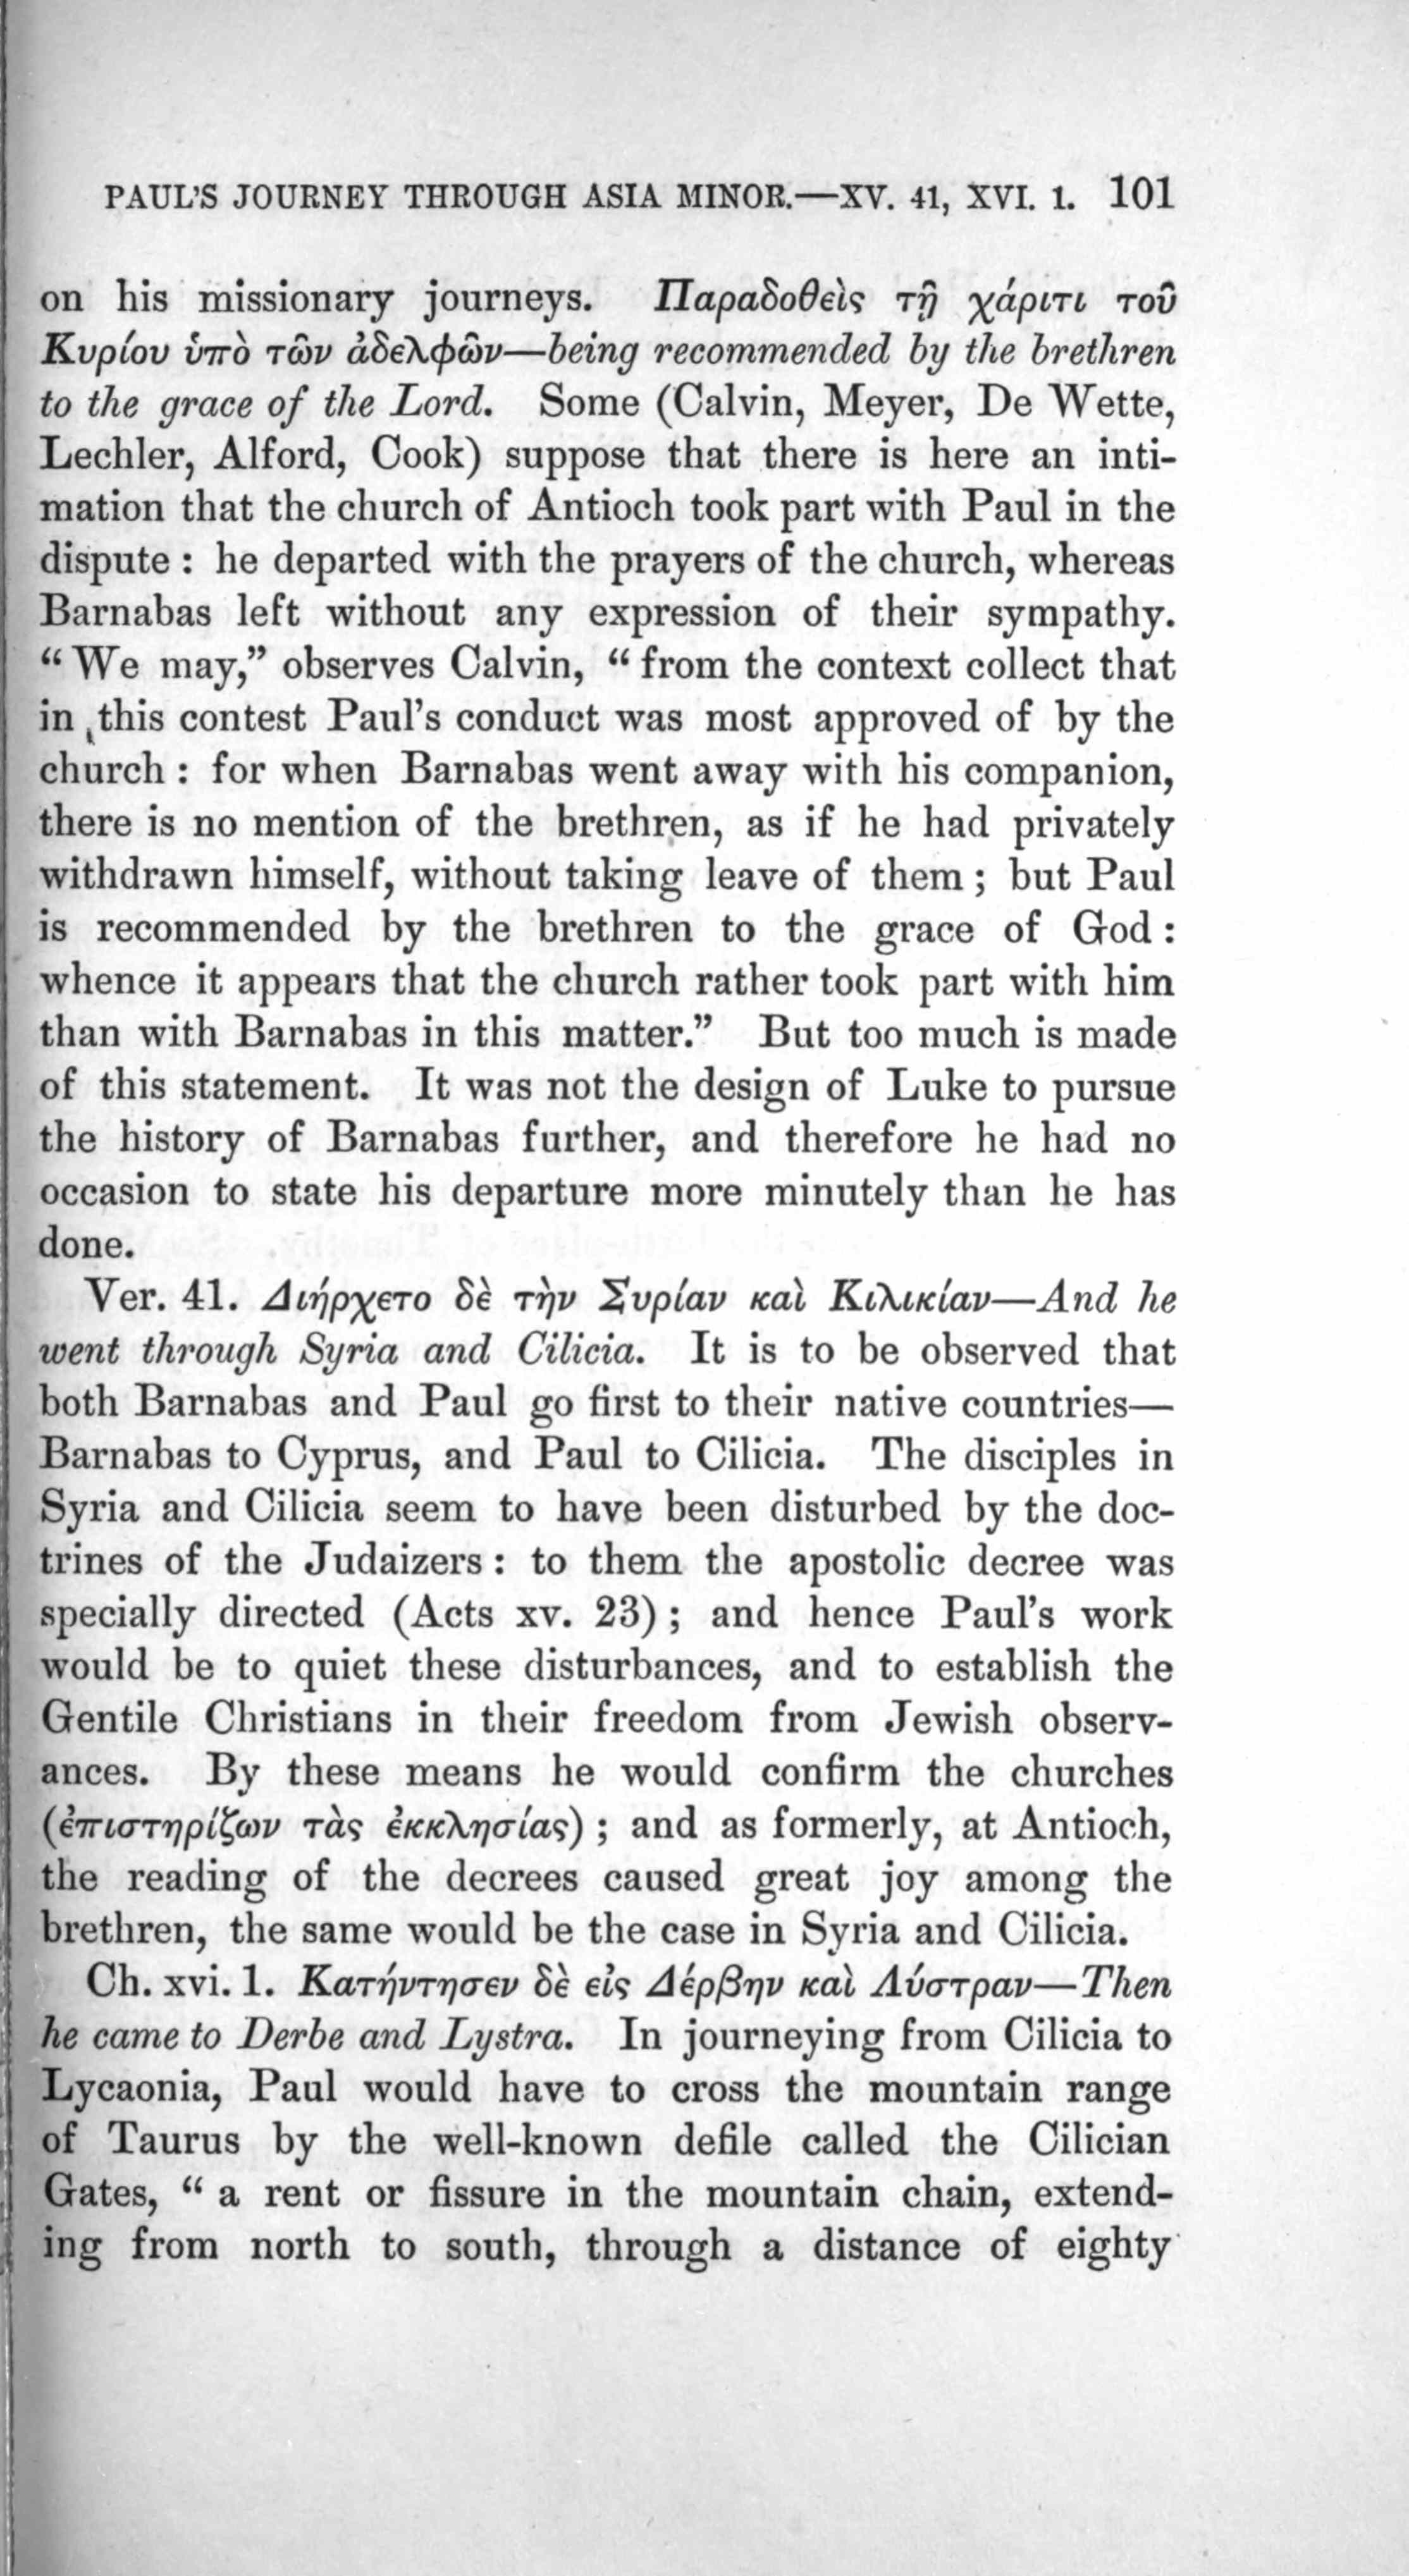 PAUL'S JOURNEY THROUGH ASIA MINOR.—XV. 41, XVI. 1. 101
on his missionary journeys. Παραδοθεὶς τῇ χάριτι τοῦ
Κυρίου ὑπὸ τῶν ἀδελφῶν—being recommended by the brethren
to the grace of the Lord. Some (Calvin, Meyer, De Wette,
Lechler, Alford, Cook) suppose that there is here an inti-
mation that the church of Antioch took part with Paul in the
dispute : he departed with the prayers of the church, whereas
Barnabas left without any expression of their sympathy.
“ We may,” observes Calvin, “ from the context collect that
in this contest Paul's conduct was most approved of by the
church : for when Barnabas went away with his companion,
there is no mention of the brethren, as if he had privately
withdrawn himself, without taking leave of them ; but Paul
is recommended by the brethren to the grace of God :
whence it appears that the church rather took part with him
than with Barnabas in this matter.” But too much is made
of this statement. It was not the design of Luke to pursue
the history of Barnabas further, and therefore he had no
occasion to state his departure more minutely than he has
done.
Ver. 41. Διήρχετο δὲ τὴν Συρίαν καὶ Κιλικίαν—And he
went through Syria and Cilicia. It is to be observed that
both Barnabas and Paul go first to their native countries—
Barnabas to Cyprus, and Paul to Cilicia. The disciples in
Syria and Cilicia seem to have been disturbed by the doc-
trines of the Judaizers : to them the apostolic decree was
specially directed (Acts xv. 23) ; and hence Paul's work
would be to quiet these disturbances, and to establish the
Gentile Christians in their freedom from Jewish observ-
ances. By these means he would confirm the churches
(ἐπιστηρίζων τὰς ἐκκλησίας) ; and as formerly, at Antioch,
the reading of the decrees caused great joy among the
brethren, the same would be the case in Syria and Cilicia.
Ch. xvi. 1. Κατήντησεν δὲ εἰς Δέρβην καὶ Λύστραν—Then
he came to Derbe and Lystra. In journeying from Cilicia to
Lycaonia, Paul would have to cross the mountain range
of Taurus by the well-known defile called the Cilician
Gates, “ a rent or fissure in the mountain chain, extend-
ing from north to south, through a distance of eighty